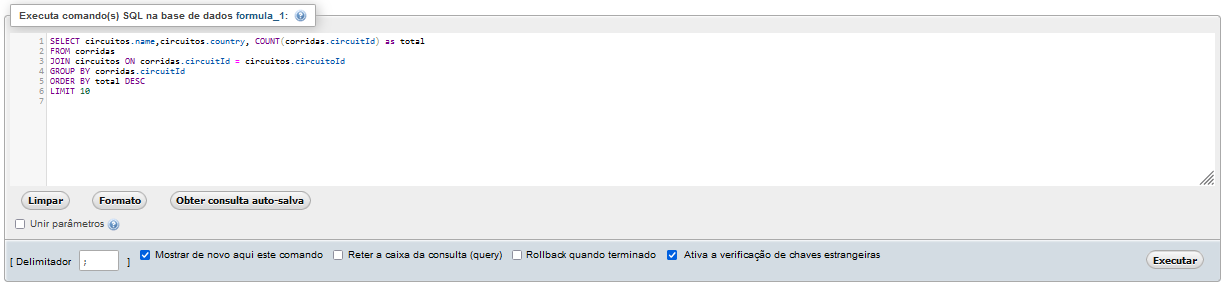 Executa comando(s) SQL na base de dados formula_1:
1 SELECT circuitos.name,circuitos.country, COUNT(corridas.circuitId) as total
2 FROM corridas
3 JOIN circuitos ON corridas.circuitId = circuitos.circuitoId
4 GROUP BY corridas.circuitId
5 ORDER BY total DESC
6 LIMIT 10
7
Limpar Formato Obter consulta auto-salva
Unir parâmetros
[ Delimitador ; ] Mostrar de novo aqui este comando Reter a caixa da consulta (query) Rollback quando terminado Ativa a verificação de chaves estrangeiras Executar